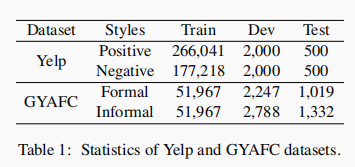 Dataset Styles Train Dev Test
Yelp Positive 266,041 2,000 500
Negative 177,218 2,000 500
GYAFC Formal 51,967 2,247 1,019
Informal 51,967 2,788 1,332
Table 1: Statistics of Yelp and GYAFC datasets.